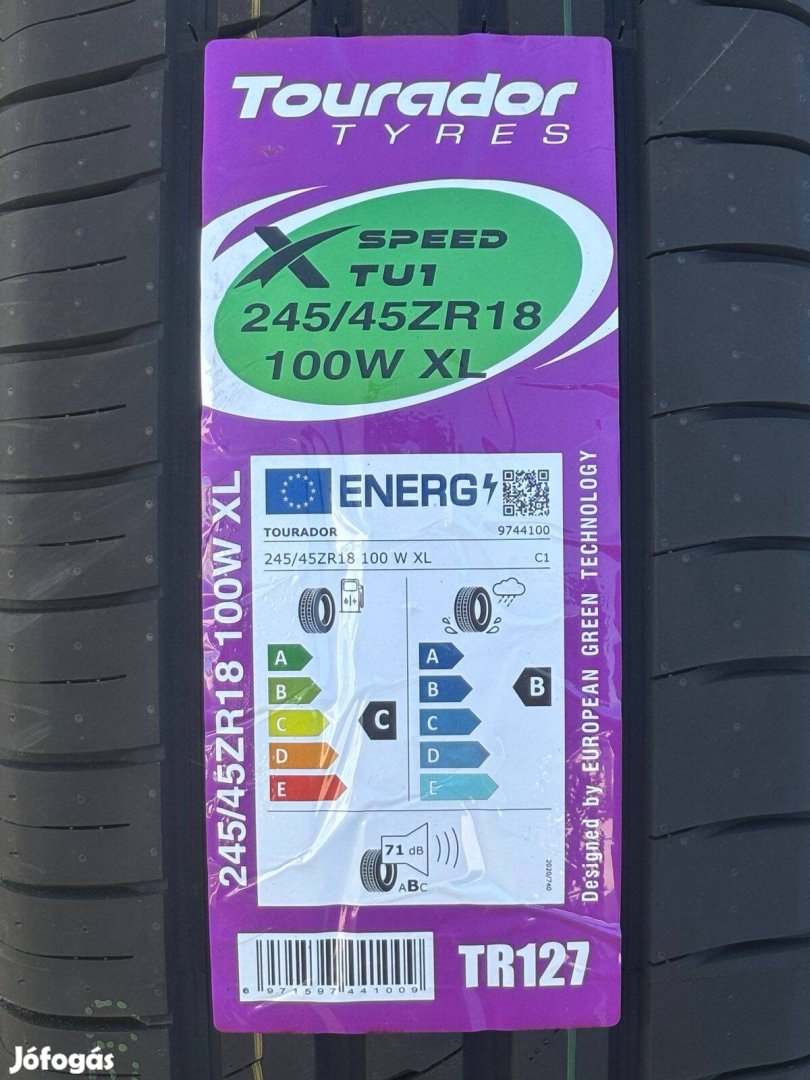 Tourador
TYRES
X SPEED
TU1
245/45ZR18
100W XL
245/45ZR18 100W XL
ENERG
TOURADOR 9744100
245/45ZR18 100 W XL C1
A
B
C
D
E
C
A
B
C
D
E
B
71 dB
ABC
2020/740
Designed by EUROPEAN GREEN TECHNOLOGY
6 971597 441009
TR127
Jófogás